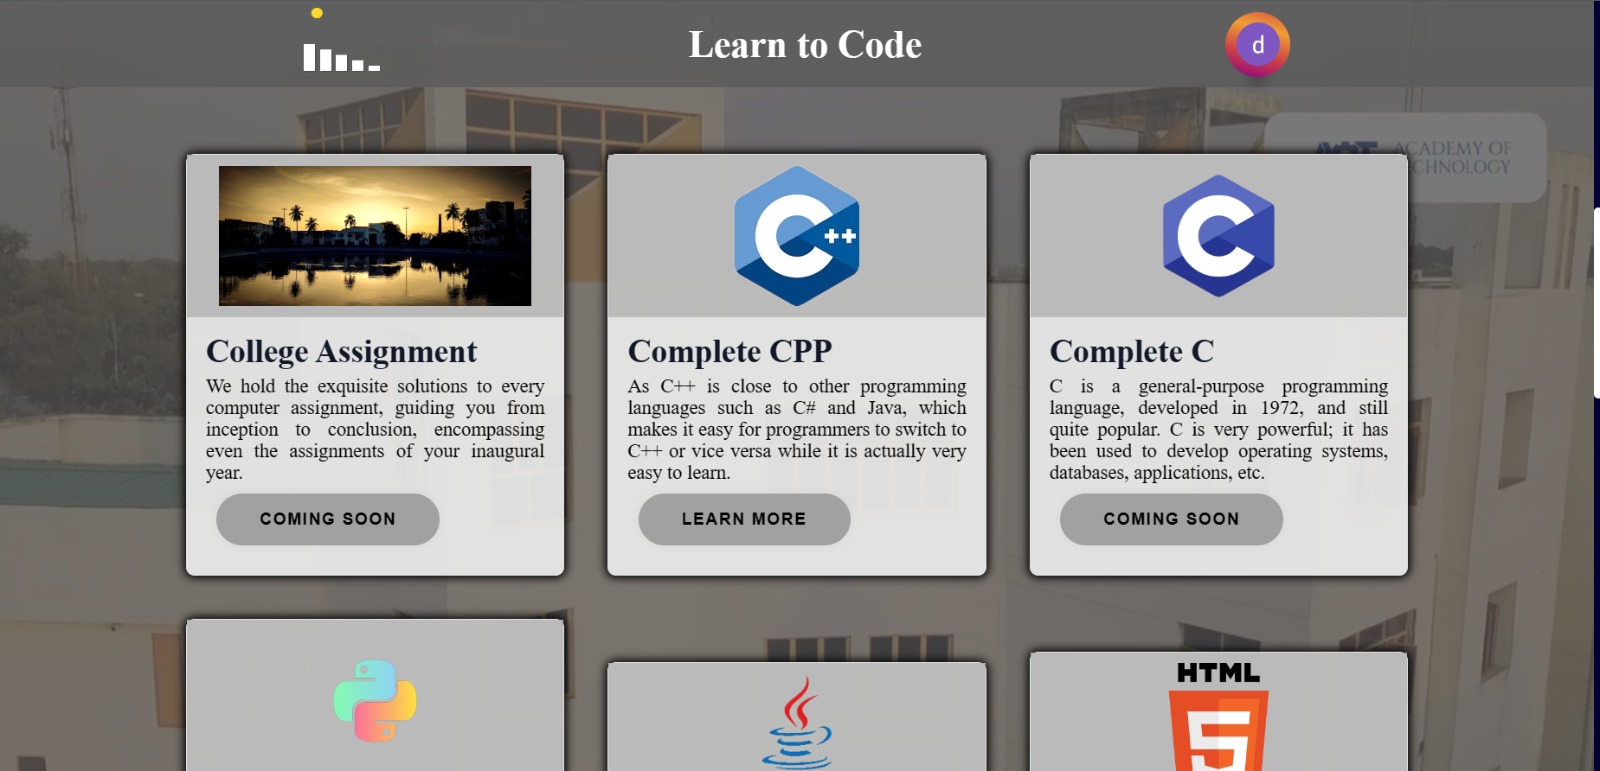 Learn to Code
d
ACADEMY OF
College Assignment
We hold the exquisite solutions to every
computer assignment, guiding you from
inception to conclusion, encompassing
even the assignments of your inaugural
year.
COMING SOON
C++
Complete CPP
As C++ is close to other programming
languages such as C# and Java, which
makes it easy for programmers to switch to
C++ or vice versa while it is actually very
easy to learn.
LEARN MORE
C
Complete C
C is a general-purpose programming
language, developed in 1972, and still
quite popular. C is very powerful; it has
been used to develop operating systems,
databases, applications, etc.
COMING SOON
HTML
5